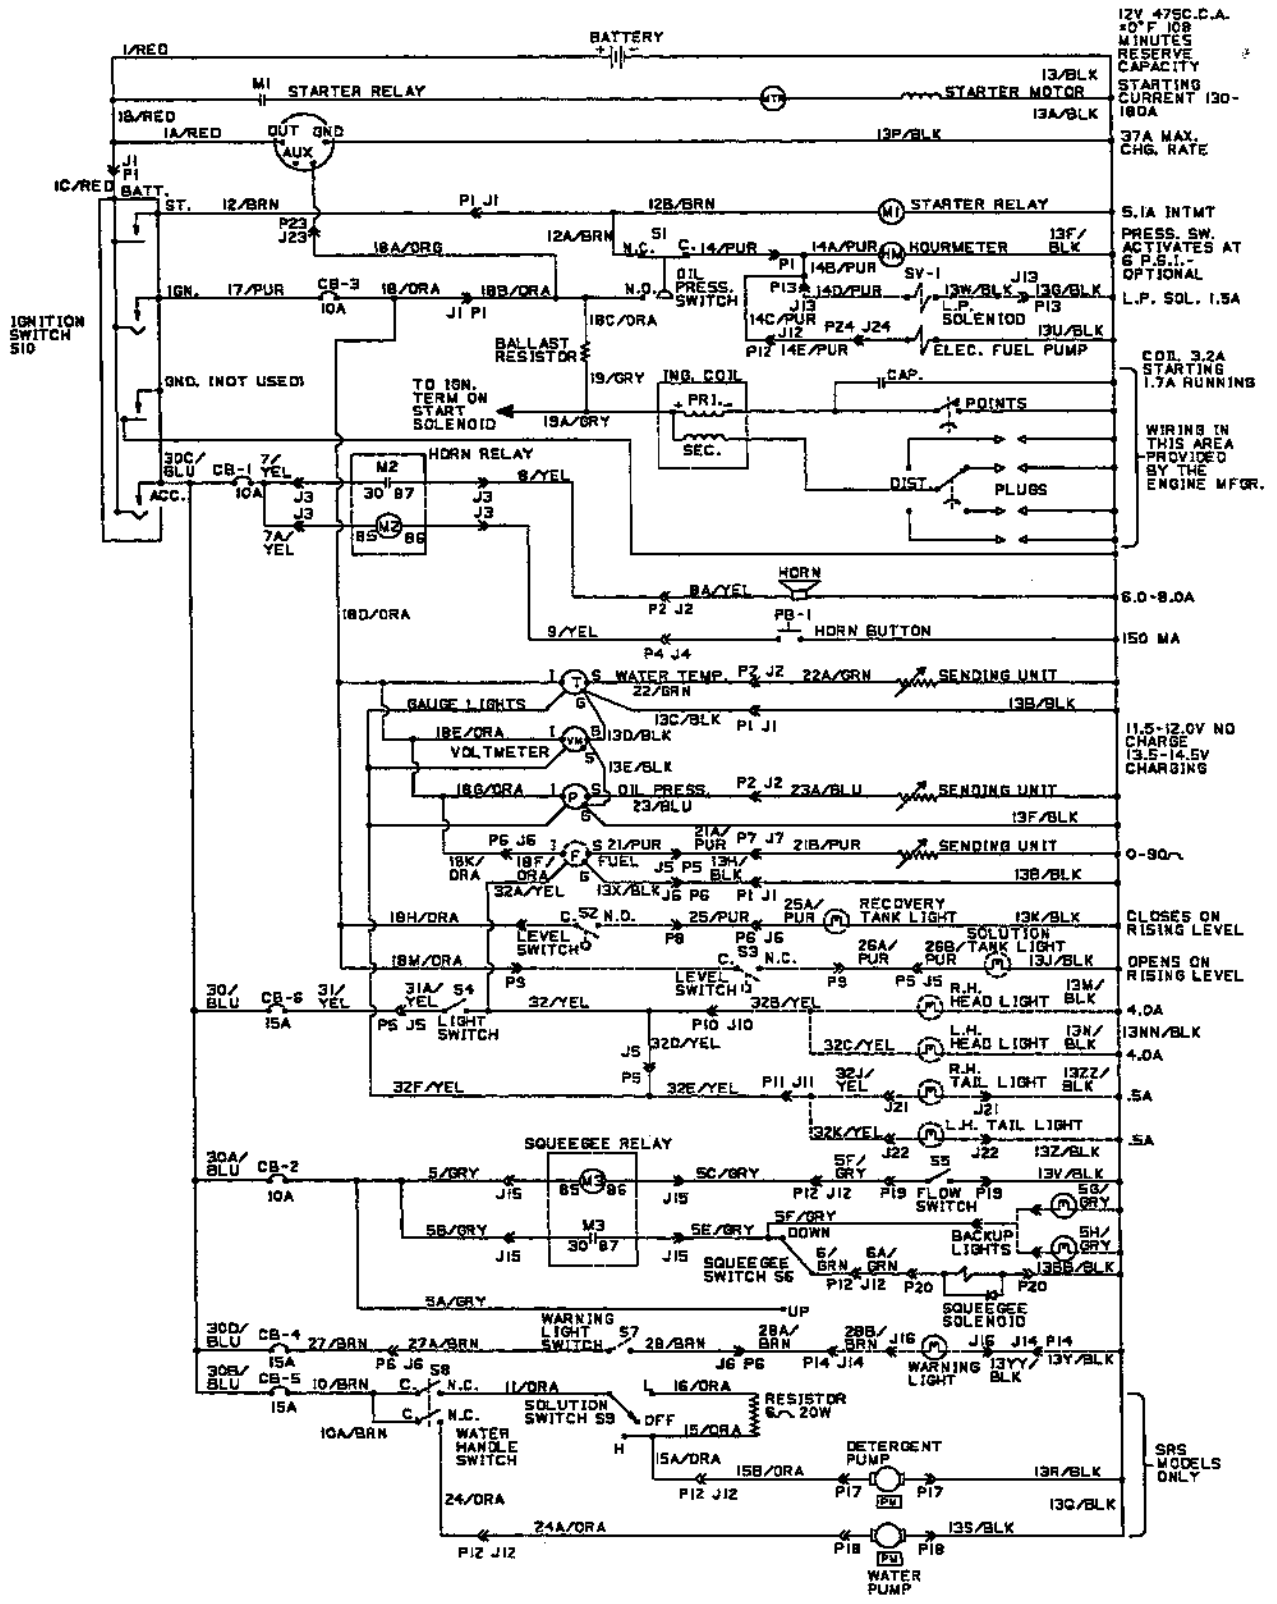 12V 475C.C.A.
±0°F 108
MINUTES
RESERVE
CAPACITY
1/RED
BATTERY
+ -
13/BLK
M1
STARTER RELAY
MTR
STARTER MOTOR
STARTING
CURRENT 130-
180A
13A/BLK
1B/RED
1A/RED
OUT GND
AUX
13P/BLK
37A MAX.
CHG. RATE
J1
P1
1C/RED
BATT.
ST.
12/BRN
P1 J1
12B/BRN
M1
STARTER RELAY
5.1A INTMT
P23
J23
18A/ORG
12A/BRN
S1
N.C. C.
14/PUR
P1
14A/PUR
HM
HOURMETER
13F/
BLK
PRESS. SW.
ACTIVATES AT
6 P.S.I.-
OPTIONAL
14B/PUR
IGN.
17/PUR
CB-3
10A
18/ORA
J1 P1
18B/ORA
N.O.
OIL
PRESS.
SWITCH
P13
J13
14D/PUR
SV-1
13W/BLK
J13
P13
13G/BLK
L.P. SOL. 1.5A
L.P.
SOLENIOD
IGNITION
SWITCH
S10
18C/ORA
14C/PUR
J12
P12
14E/PUR
P24 J24
13U/BLK
ELEC. FUEL PUMP
BALLAST
RESISTOR
COIL 3.2A
STARTING
1.7A RUNNING
GND. (NOT USED)
TO IGN.
TERM ON
START
SOLENOID
19/GRY
19A/GRY
ING. COIL
+ PRI. -
SEC.
CAP.
POINTS
WIRING IN
THIS AREA
PROVIDED
BY THE
ENGINE MFGR.
DIST.
PLUGS
30C/
BLU
CB-1
10A
7/
YEL
J3
HORN RELAY
M2
30 87
J3
8/YEL
ACC.
J3
7A/
YEL
85 M2 86
J3
HORN
8A/YEL
P2 J2
6.0-8.0A
18D/ORA
9/YEL
P4 J4
PB-1
HORN BUTTON
150 MA
I T S
WATER TEMP.
22/GRN
P2 J2
22A/GRN
SENDING UNIT
GAUGE LIGHTS
G
13C/BLK
P1 J1
13B/BLK
18E/ORA
I VM B
13D/BLK
VOLTMETER
S
13E/BLK
11.5-12.0V NO
CHARGE
13.5-14.5V
CHARGING
18G/ORA
I P S
OIL PRESS.
23/BLU
P2 J2
23A/BLU
SENDING UNIT
G
13F/BLK
P6 J6
18K/
ORA
18F/
ORA
I F S
21/PUR
FUEL
J5 P5
21A/
PUR
P7 J7
21B/PUR
SENDING UNIT
0-90Ω
32A/YEL
G
13X/BLK
J6 P6
13H/
BLK
P1 J1
13B/BLK
18H/ORA
C. S2 N.O.
LEVEL
SWITCH
P8
25/PUR
P6 J6
25A/
PUR
RECOVERY
TANK LIGHT
13K/BLK
CLOSES ON
RISING LEVEL
18M/ORA
P9
C. S3 N.C.
LEVEL
SWITCH
P9
26A/
PUR
P5 J5
26B/
PUR
SOLUTION
TANK LIGHT
13J/BLK
OPENS ON
RISING LEVEL
30/
BLU
CB-6
15A
31/
YEL
P5 J5
31A/
YEL
S4
LIGHT
SWITCH
32/YEL
P10 J10
32B/YEL
R.H.
HEAD LIGHT
13M/
BLK
4.0A
13NN/BLK
32D/YEL
32C/YEL
L.H.
HEAD LIGHT
13N/
BLK
4.0A
J5
P5
32F/YEL
32E/YEL
P11 J11
32J/
YEL
J21
R.H.
TAIL LIGHT
J21
13ZZ/
BLK
.5A
32K/YEL
J22
L.H. TAIL LIGHT
J22
13Z/BLK
.5A
SQUEEGEE RELAY
30A/
BLU
CB-2
10A
5/GRY
J15
85 M3 86
J15
5C/GRY
P12 J12
5F/
GRY
P19
S5
FLOW
SWITCH
P19
13V/BLK
5B/GRY
J15
M3
30 87
J15
5E/GRY
5F/GRY
DOWN
SQUEEGEE
SWITCH S6
BACKUP
LIGHTS
5G/
GRY
5H/
GRY
6/
BRN
P12 J12
6A/
GRN
P20
P20
13BB/BLK
SQUEEGEE
SOLENOID
5A/GRY
UP
30D/
BLU
CB-4
15A
27/BRN
P6 J6
27A/BRN
WARNING
LIGHT
SWITCH
S7
28/BRN
J6 P6
28A/
BRN
P14 J14
28B/
BRN
J16
WARNING
LIGHT
J16
13YY/
BLK
J14 P14
13Y/BLK
30B/
BLU
CB-5
15A
10/BRN
10A/BRN
S8
C. N.C.
C. N.C.
WATER
HANDLE
SWITCH
11/ORA
SOLUTION
SWITCH S9
L
OFF
H
16/ORA
15/ORA
RESISTOR
6Ω 20W
15A/ORA
P12 J12
15B/ORA
P17
DETERGENT
PUMP
PM
P17
13R/BLK
SRS
MODELS
ONLY
13Q/BLK
24/ORA
P12 J12
24A/ORA
P18
PM
P18
13S/BLK
WATER
PUMP